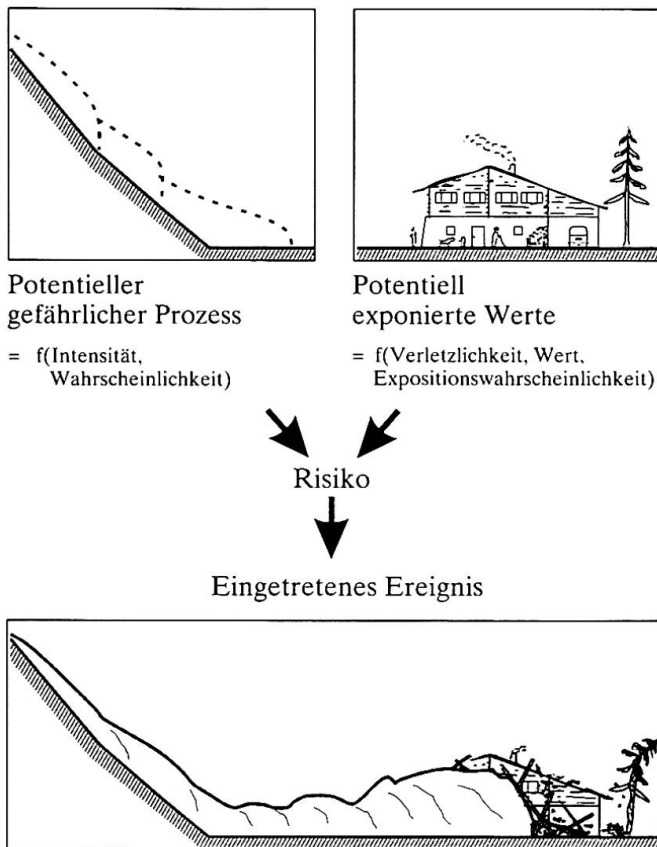 Potentieller
gefährlicher Prozess
= f(Intensität,
Wahrscheinlichkeit)
Potentiell
exponierte Werte
= f(Verletzlichkeit, Wert,
Expositionswahrscheinlichkeit)
Risiko
Eingetretenes Ereignis